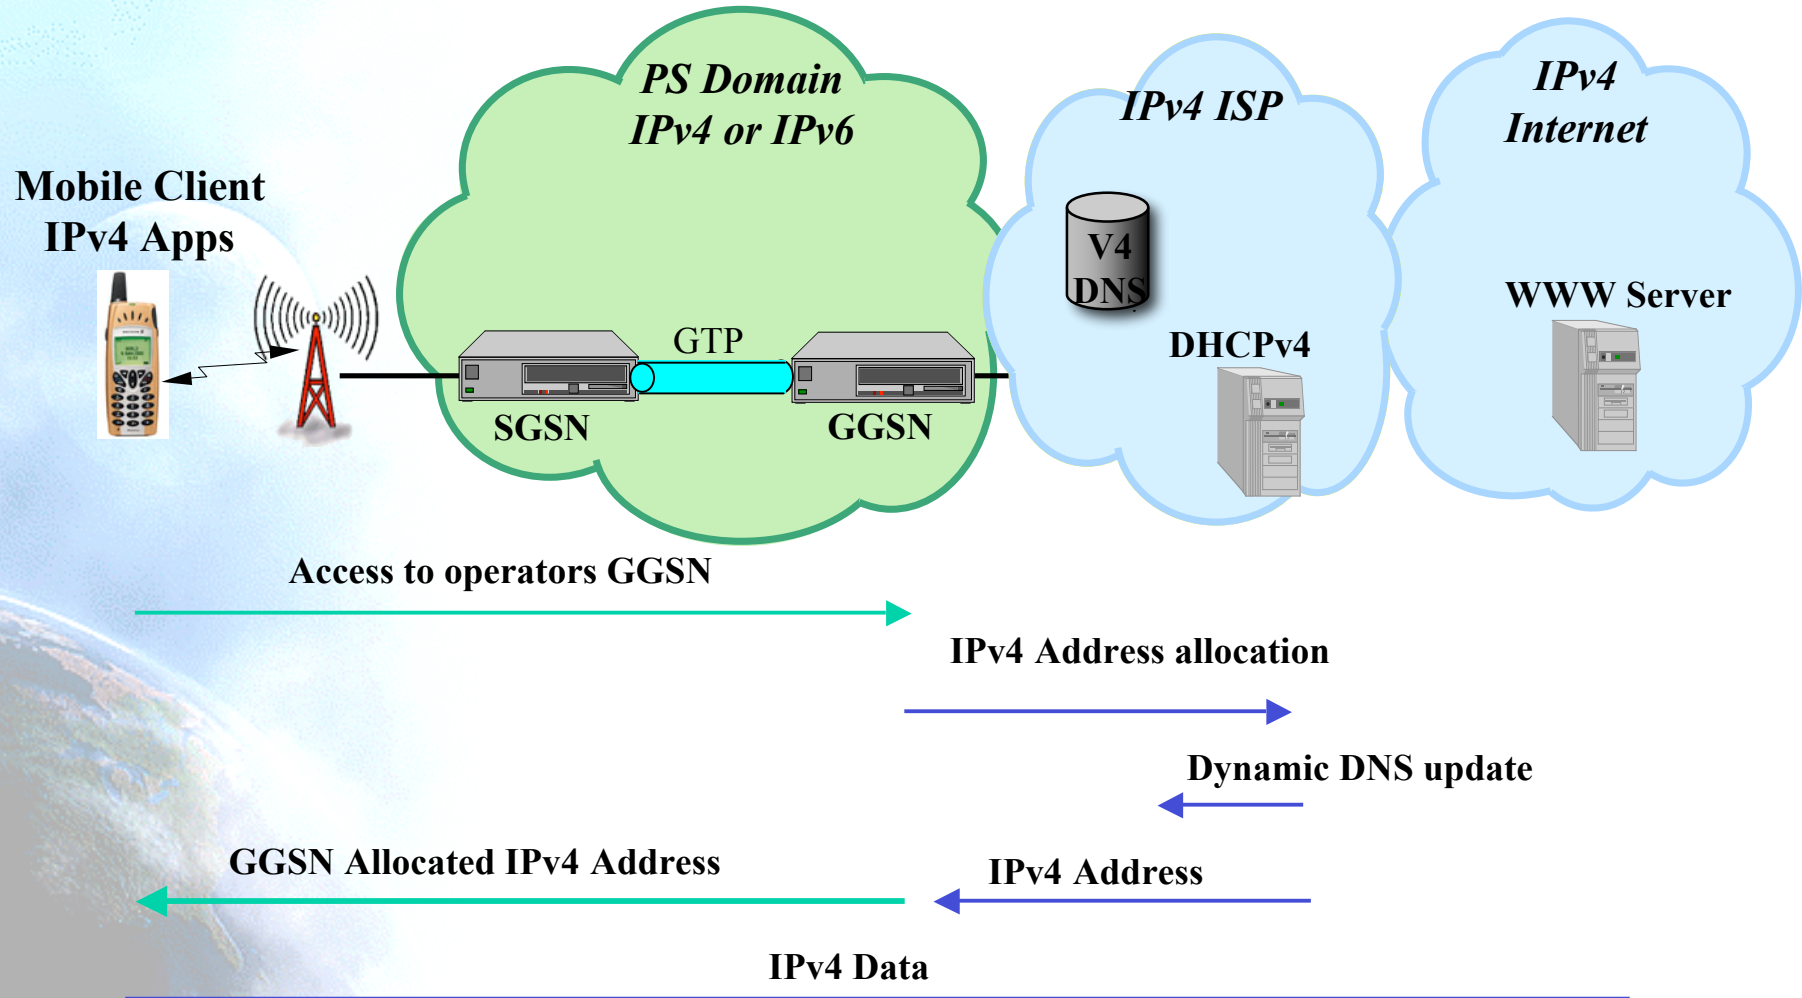 PS Domain
IPv4 or IPv6
IPv4 ISP
IPv4
Internet
Mobile Client
IPv4 Apps
V4
DNS
WWW Server
DHCPv4
GTP
SGSN
GGSN
Access to operators GGSN
IPv4 Address allocation
Dynamic DNS update
GGSN Allocated IPv4 Address
IPv4 Address
IPv4 Data